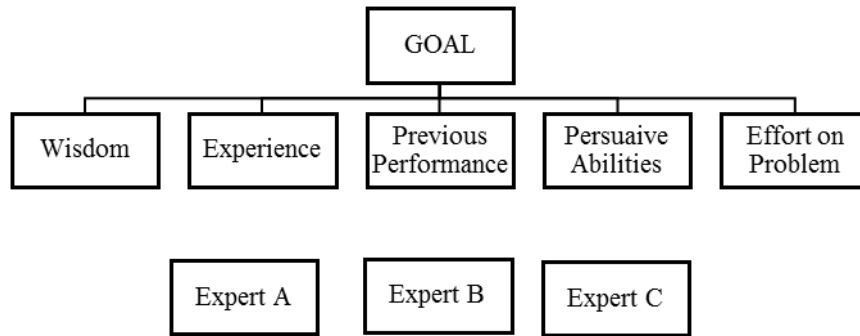 GOAL
Wisdom
Experience
Previous
Performance
Persuaive
Abilities
Effort on
Problem
Expert A
Expert B
Expert C